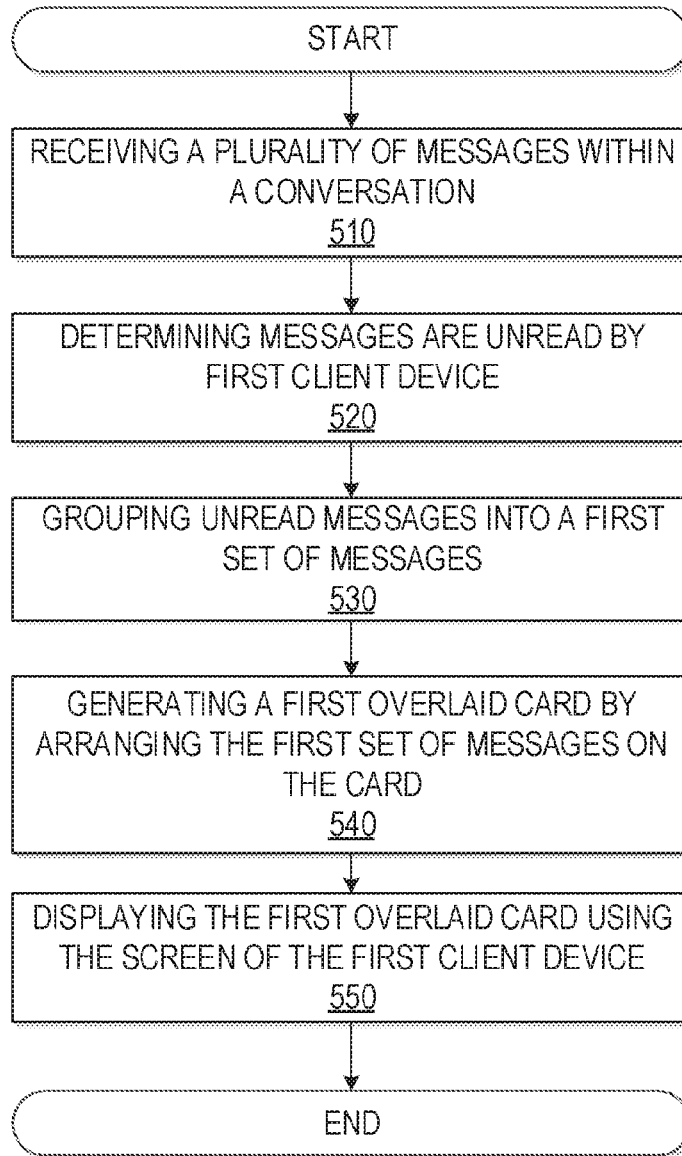 START
RECEIVING A PLURALITY OF MESSAGES WITHIN
A CONVERSATION
510
DETERMINING MESSAGES ARE UNREAD BY
FIRST CLIENT DEVICE
520
GROUPING UNREAD MESSAGES INTO A FIRST
SET OF MESSAGES
530
GENERATING A FIRST OVERLAID CARD BY
ARRANGING THE FIRST SET OF MESSAGES ON
THE CARD
540
DISPLAYING THE FIRST OVERLAID CARD USING
THE SCREEN OF THE FIRST CLIENT DEVICE
550
END